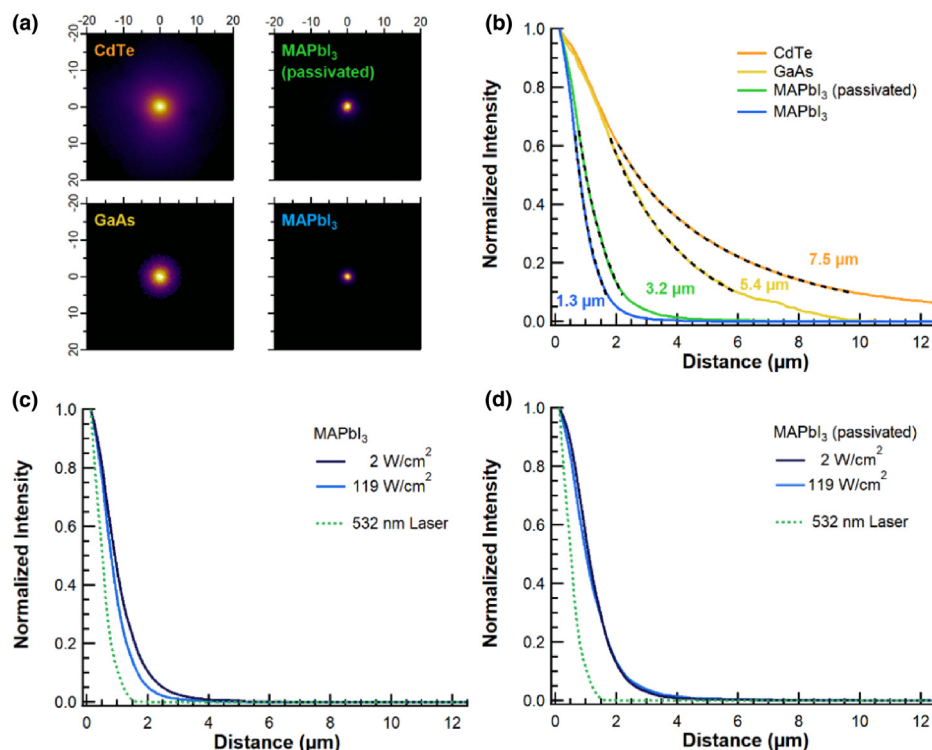 (a)
-20 -10 0 10 20
-20 -10 0 10 20
-20
-10
0
10
20
CdTe
MAPbI3
(passivated)
-20
-10
0
10
20
GaAs
MAPbI3
(b)
1.0
0.8
0.6
0.4
0.2
0.0
Normalized Intensity
CdTe
GaAs
MAPbI3 (passivated)
MAPbI3
7.5 µm
5.4 µm
3.2 µm
1.3 µm
0 2 4 6 8 10 12
Distance (µm)
(c)
1.0
0.8
0.6
0.4
0.2
0.0
Normalized Intensity
MAPbI3
2 W/cm2
119 W/cm2
532 nm Laser
0 2 4 6 8 10 12
Distance (µm)
(d)
1.0
0.8
0.6
0.4
0.2
0.0
Normalized Intensity
MAPbI3 (passivated)
2 W/cm2
119 W/cm2
532 nm Laser
0 2 4 6 8 10 12
Distance (µm)